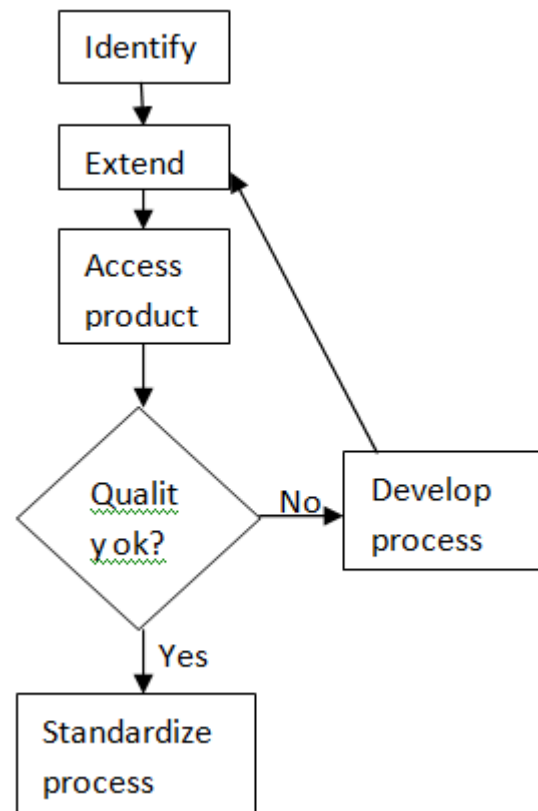 Identify
Extend
Access
product
Qualit
y ok?
No
Develop
process
Yes
Standardize
process